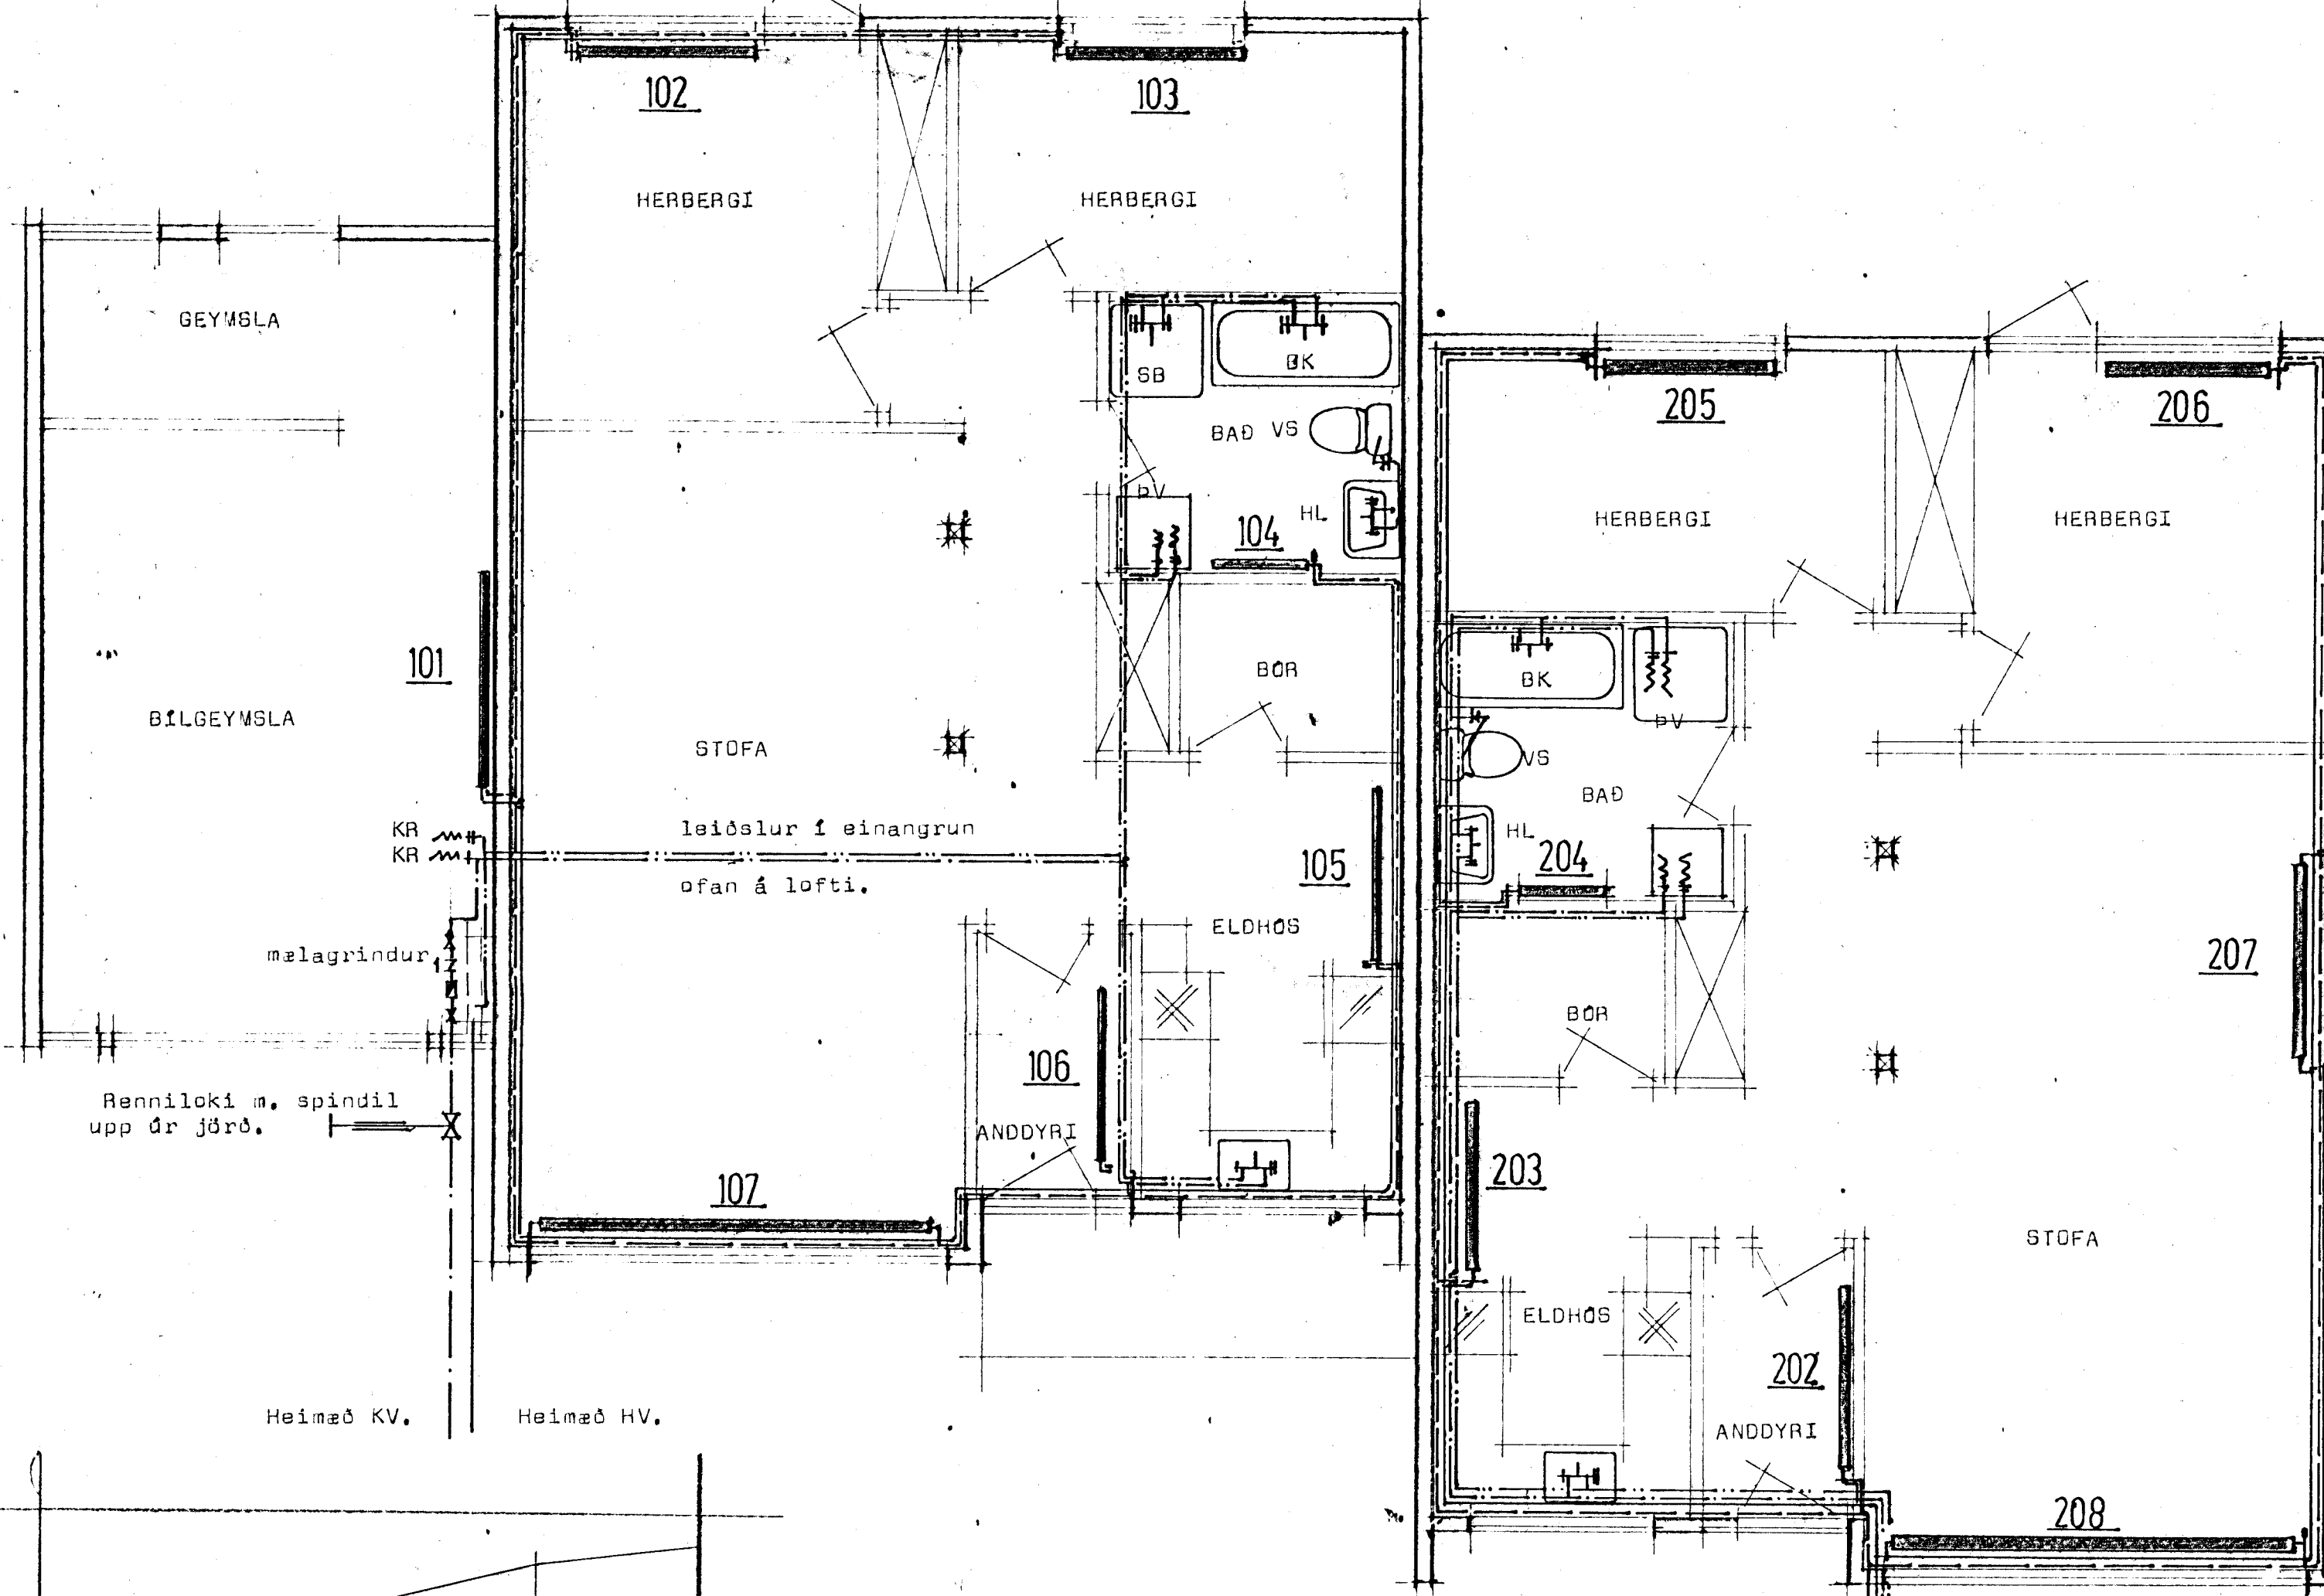 102
103
HERBERGI
HERBERGI
GEYMSLA
SB
BK
BAÐ VS
ÞV
HL
104
101
BÍLGEYMSLA
STOFA
BÚR
KR
KR
leiðslur í einangrun
ofan á lofti.
105
ELDHÚS
mælagrindur
106
ANDDYRI
Renniloki m. spindil
upp úr jörð.
107
Heimæð KV.
Heimæð HV.
205
206
HERBERGI
HERBERGI
BK
ÞV
VS
BAÐ
HL
204
207
BÚR
203
STOFA
ELDHÚS
202
ANDDYRI
208